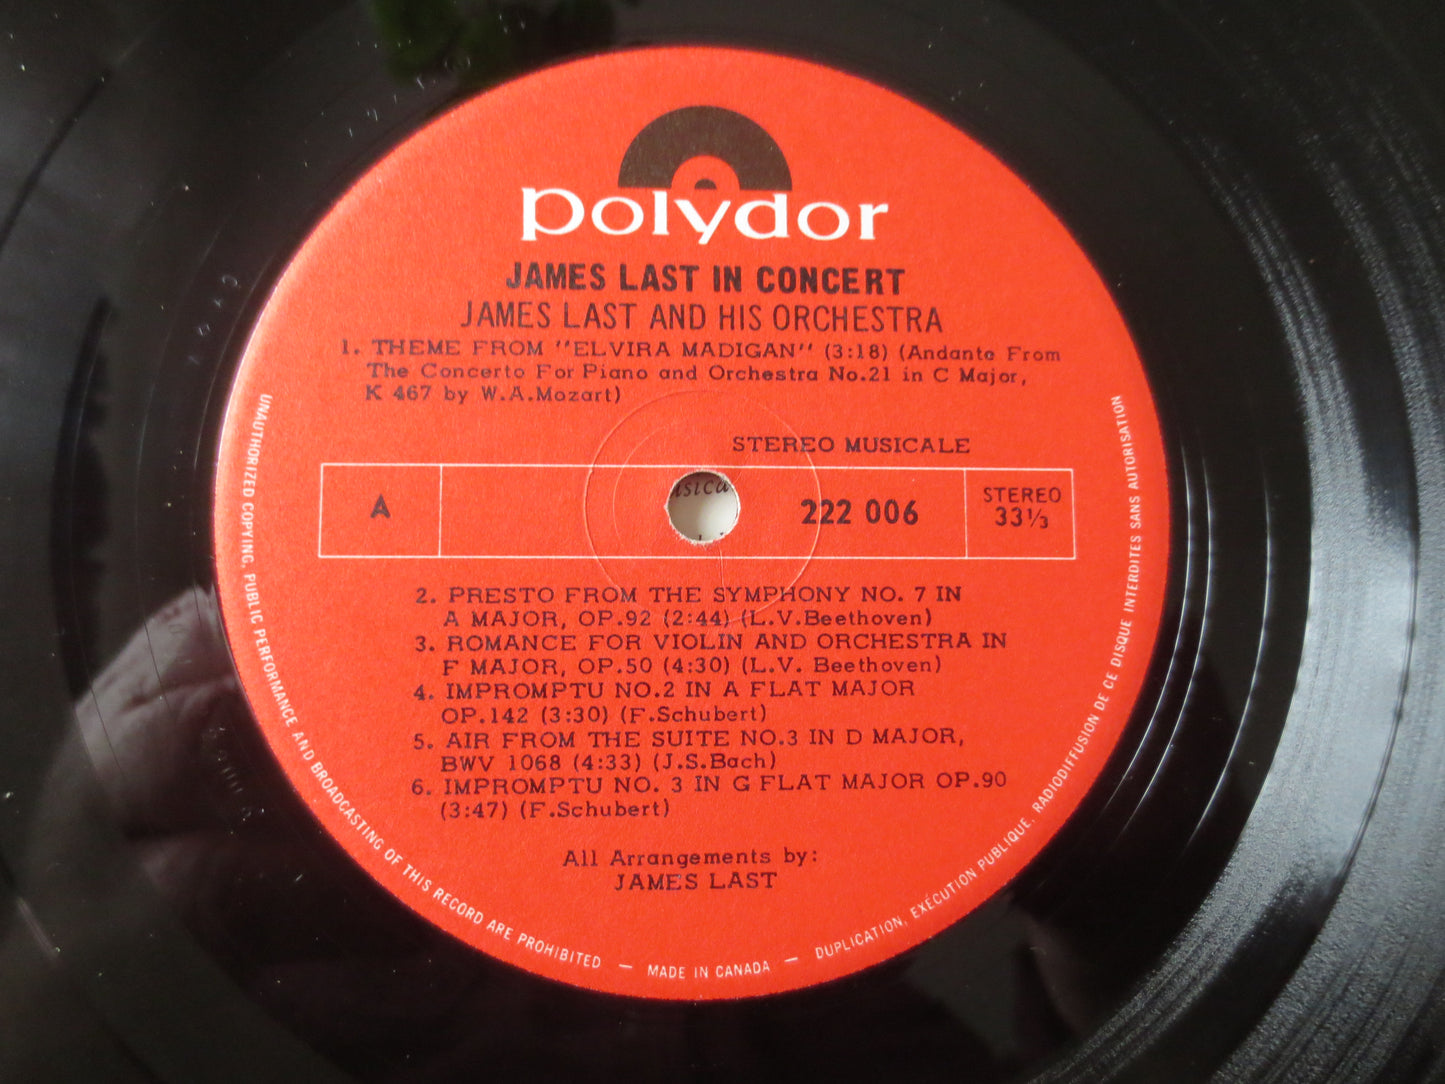 polydor
JAMES LAST IN CONCERT
JAMES LAST AND HIS ORCHESTRA
1. THEME FROM "ELVIRA MADIGAN" (3:18) (Andante From
The Concerto For Piano and Orchestra No.21 in C Major,
K 467 by W.A.Mozart)
STEREO MUSICALE
A
222 006
STEREO
33⅓
2. PRESTO FROM THE SYMPHONY NO. 7 IN
A MAJOR, OP.92 (2:44) (L.V.Beethoven)
3. ROMANCE FOR VIOLIN AND ORCHESTRA IN
F MAJOR, OP.50 (4:30) (L.V. Beethoven)
4. IMPROMPTU NO.2 IN A FLAT MAJOR
OP.142 (3:30) (F.Schubert)
5. AIR FROM THE SUITE NO.3 IN D MAJOR,
BWV 1068 (4:33) (J.S.Bach)
6. IMPROMPTU NO. 3 IN G FLAT MAJOR OP.90
(3:47) (F.Schubert)
All Arrangements by:
JAMES LAST
UNAUTHORIZED COPYING, PUBLIC PERFORMANCE AND BROADCASTING OF THIS RECORD ARE PROHIBITED — MADE IN CANADA — DUPLICATION, EXÉCUTION PUBLIQUE, RADIODIFFUSION DE CE DISQUE INTERDITES SANS AUTORISATION